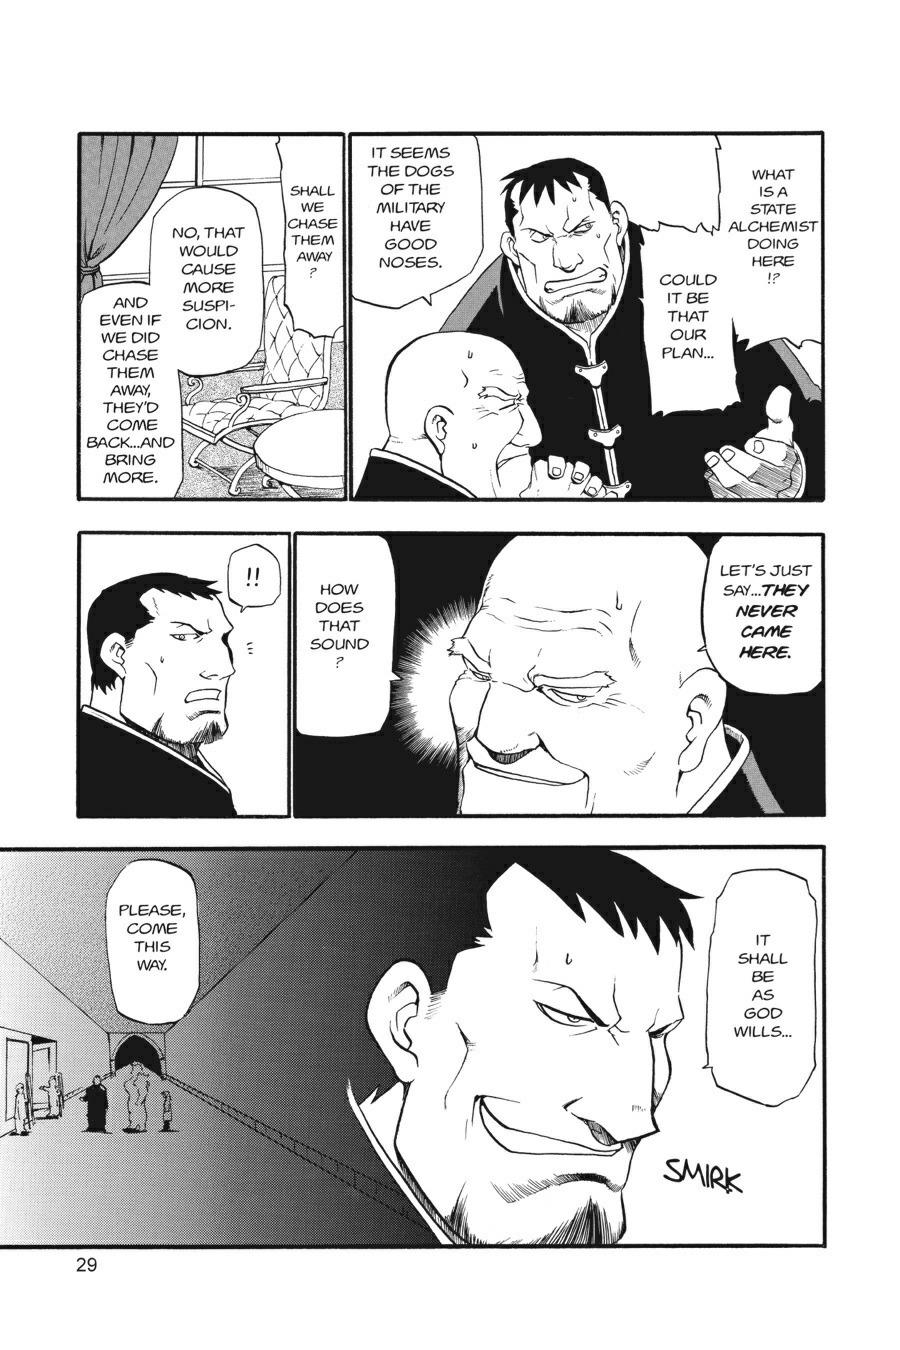 WHAT
IS A
STATE
ALCHEMIST
DOING
HERE
!?
COULD
IT BE
THAT
OUR
PLAN...
IT SEEMS
THE DOGS
OF THE
MILITARY
HAVE
GOOD
NOSES.
SHALL
WE
CHASE
THEM
AWAY
?
NO, THAT
WOULD
CAUSE
MORE
SUSPI-
CION.
AND
EVEN IF
WE DID
CHASE
THEM
AWAY,
THEY'D
COME
BACK...AND
BRING
MORE.
LET'S JUST
SAY...THEY
NEVER
CAME
HERE.
HOW
DOES
THAT
SOUND
?
!!
IT
SHALL
BE
AS
GOD
WILLS...
SMIRK
PLEASE,
COME
THIS
WAY.
29